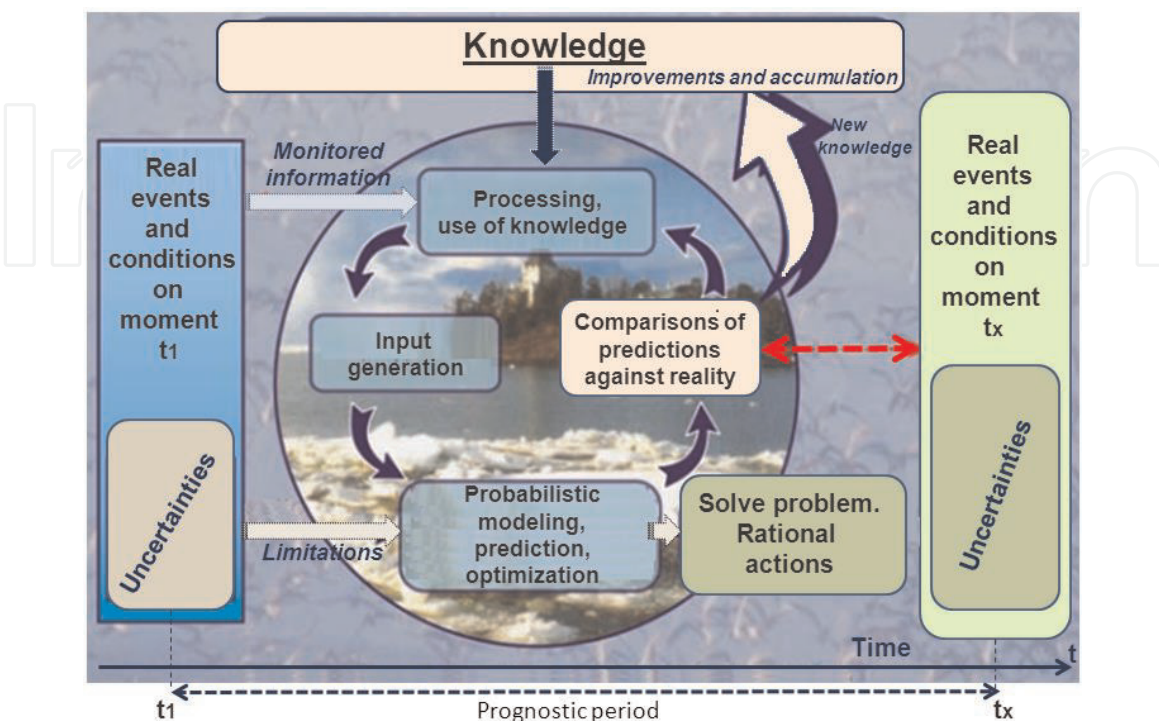 Knowledge
Improvements and accumulation
New
knowledge
Real
events
and
conditions
on
moment
t1
Uncertainties
Monitored
information
Limitations
Processing,
use of knowledge
Input
generation
Probabilistic
modeling,
prediction,
optimization
Comparisons of
predictions
against reality
Solve problem.
Rational
actions
Real
events
and
conditions
on
moment
tx
Uncertainties
Time
t
t1
Prognostic period
tx